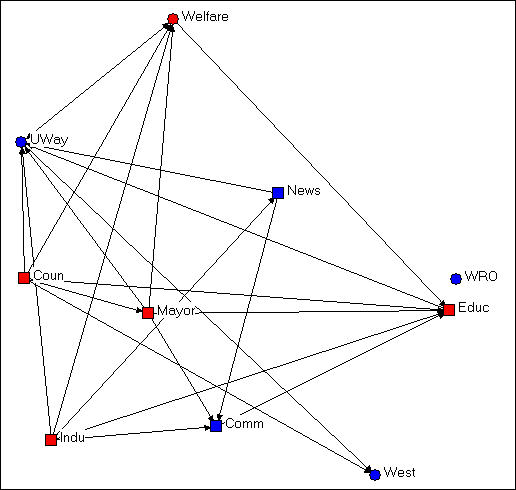 Welfare
UWay
News
Coun
WRO
Mayor
Educ
Comm
Indu
West